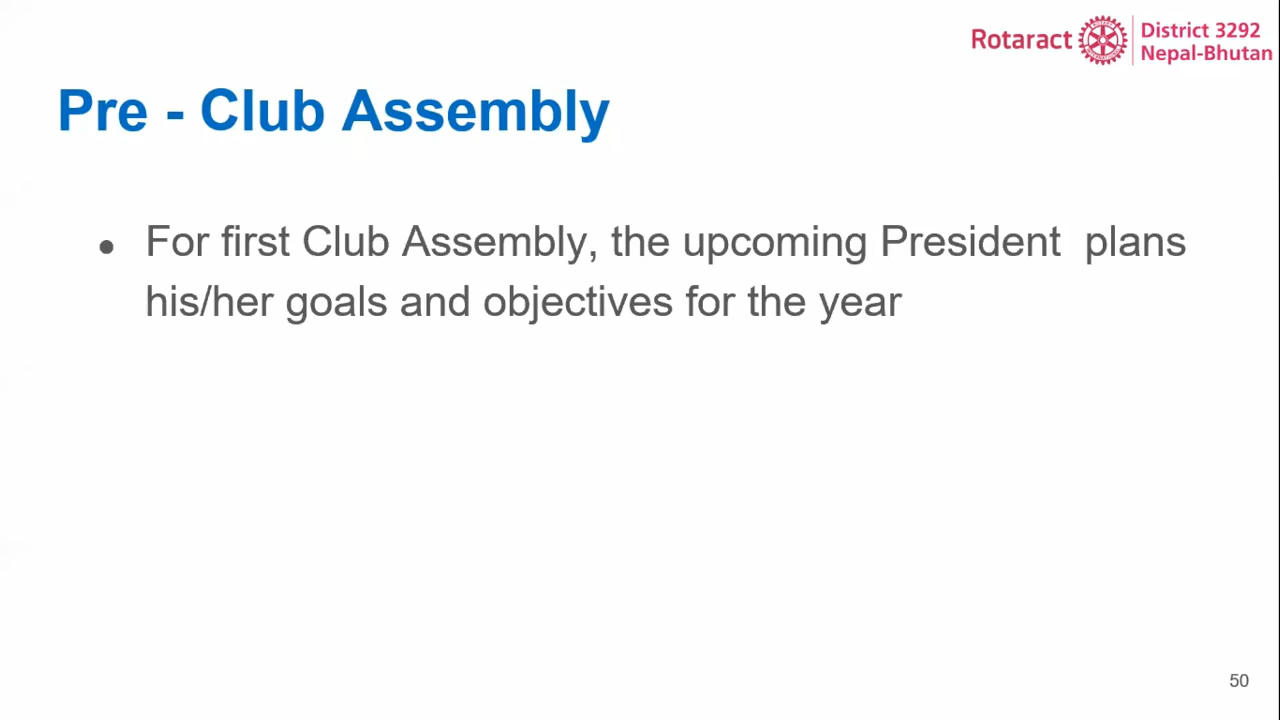 Rotaract
District 3292
Nepal-Bhutan
Pre - Club Assembly
● For first Club Assembly, the upcoming President  plans
his/her goals and objectives for the year
50